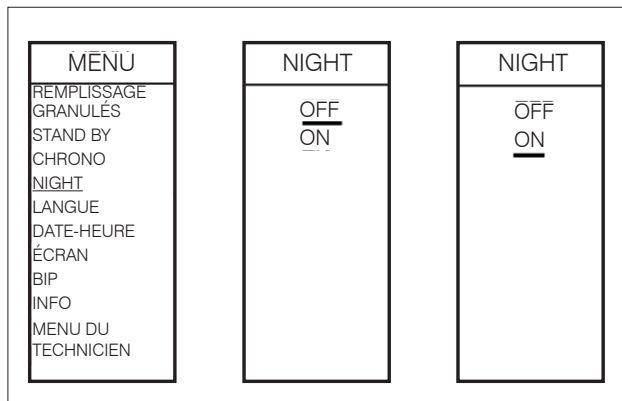 MENU
REMPLISSAGE
GRANULÉS
STAND BY
CHRONO
NIGHT
LANGUE
DATE-HEURE
ÉCRAN
BIP
INFO
MENU DU
TECHNICIEN
NIGHT
OFF
ON
NIGHT
OFF
ON